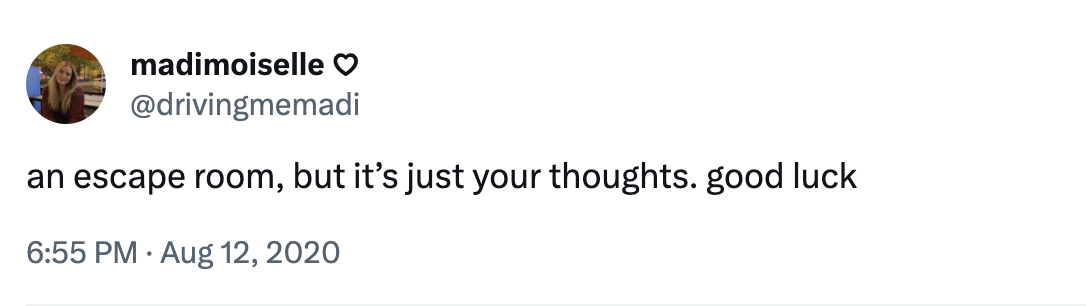 madimoiselle ♡
@drivingmemadi
an escape room, but it’s just your thoughts. good luck
6:55 PM · Aug 12, 2020